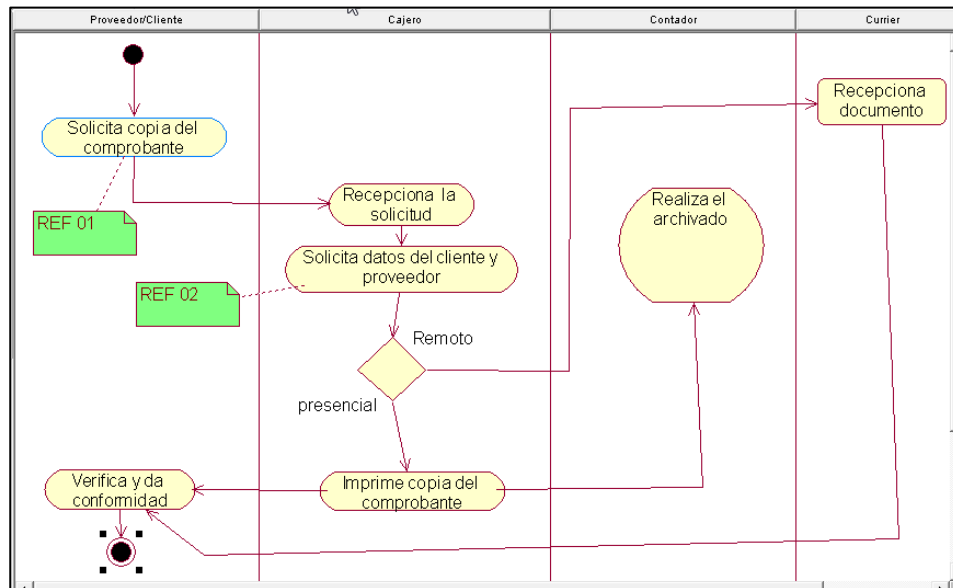 Proveedor/Cliente
Cajero
Contador
Currier
Solicita copia del
comprobante
REF 01
Recepciona la
solicitud
Solicita datos del cliente y
proveedor
REF 02
Remoto
presencial
Imprime copia del
comprobante
Verifica y da
conformidad
Realiza el
archivado
Recepciona
documento